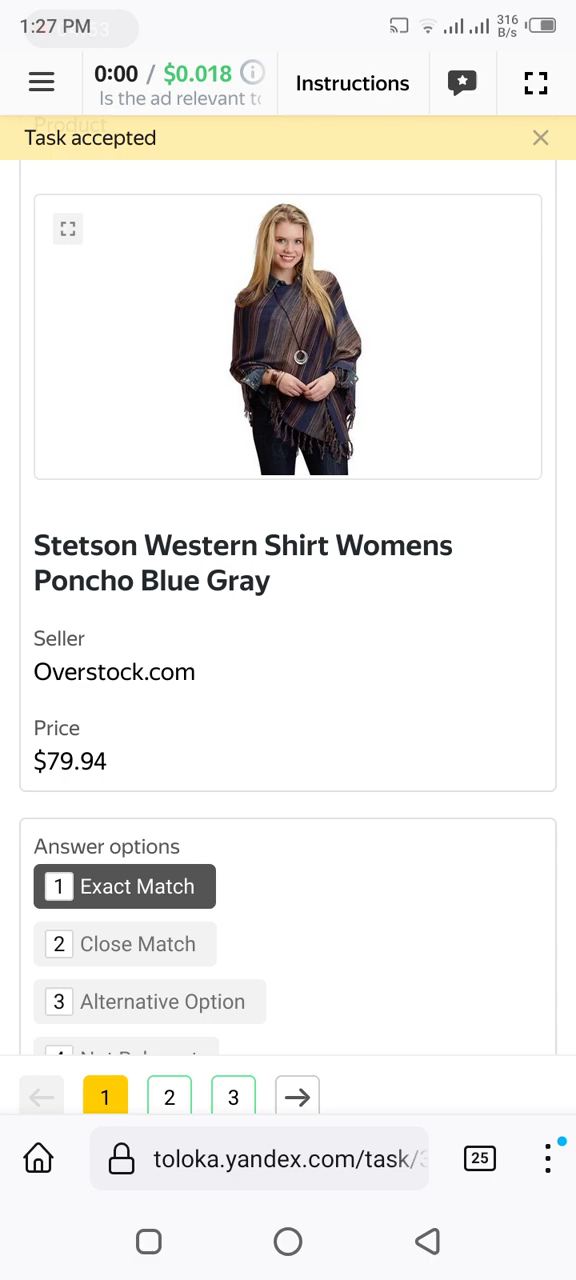 1:27 PM
316
B/s
0:00 / $0.018
Is the ad relevant to
Instructions
Product
Task accepted
Stetson Western Shirt Womens
Poncho Blue Gray
Seller
Overstock.com
Price
$79.94
Answer options
1 Exact Match
2 Close Match
3 Alternative Option
1 2 3
toloka.yandex.com/task/
25